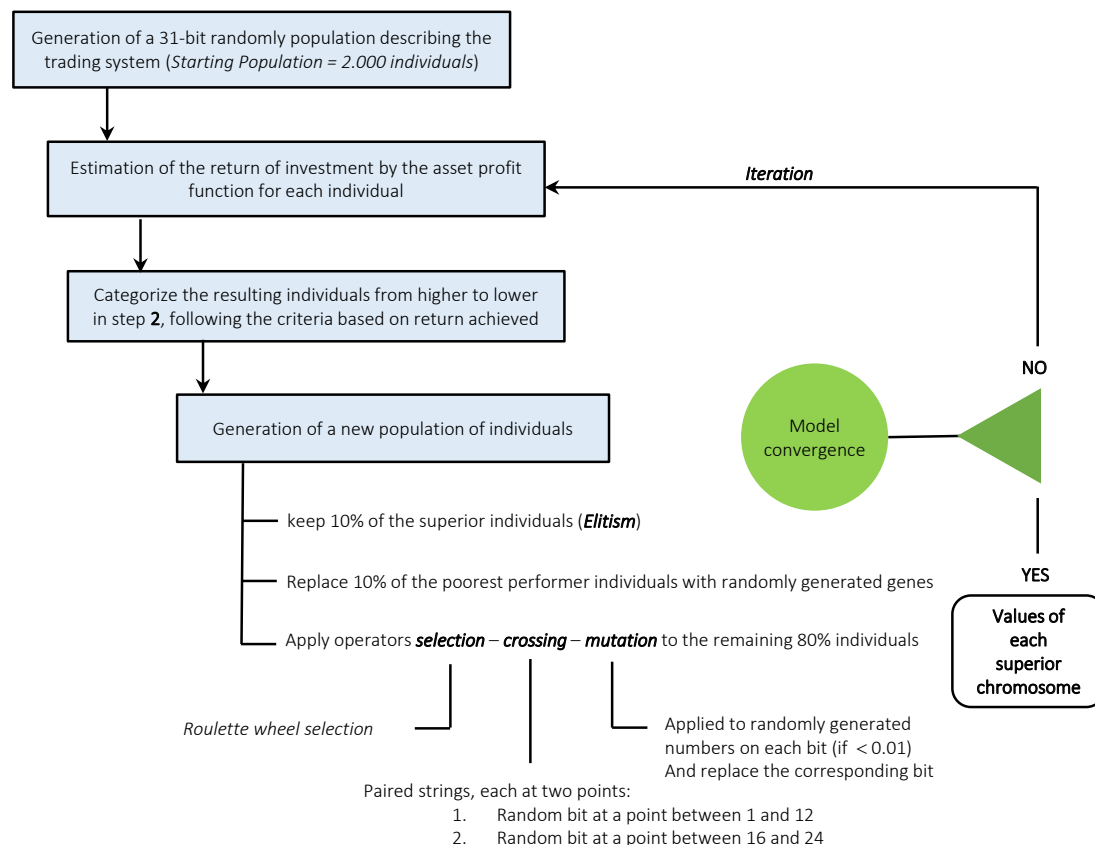 Generation of a 31-bit randomly population describing the
trading system (Starting Population = 2.000 individuals)
Estimation of the return of investment by the asset profit
function for each individual
Iteration
Categorize the resulting individuals from higher to lower
in step 2, following the criteria based on return achieved
Generation of a new population of individuals
NO
Model
convergence
keep 10% of the superior individuals (Elitism)
Replace 10% of the poorest performer individuals with randomly generated genes
YES
Apply operators selection – crossing – mutation to the remaining 80% individuals
Values of
each
superior
chromosome
Roulette wheel selection
Applied to randomly generated
numbers on each bit (if < 0.01)
And replace the corresponding bit
Paired strings, each at two points:
1. Random bit at a point between 1 and 12
2. Random bit at a point between 16 and 24